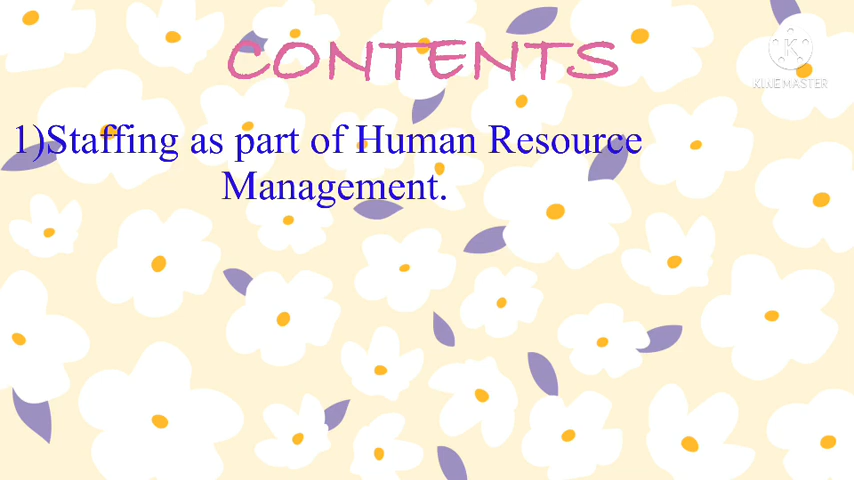 CONTENTS
K
KINEMASTER
1)Staffing as part of Human Resource
Management.